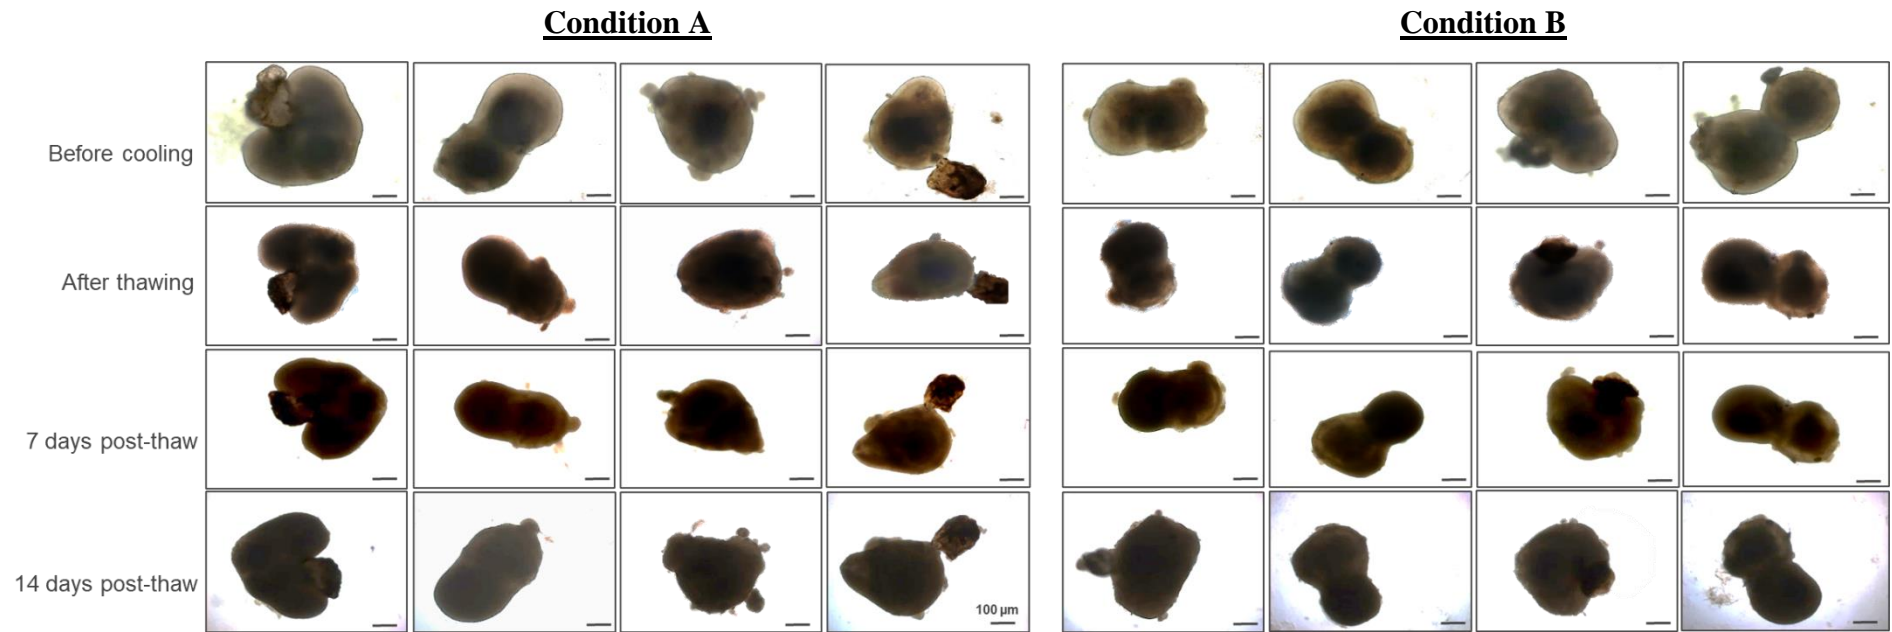 Condition A
Condition B
Before cooling
After thawing
7 days post-thaw
14 days post-thaw
100 µm